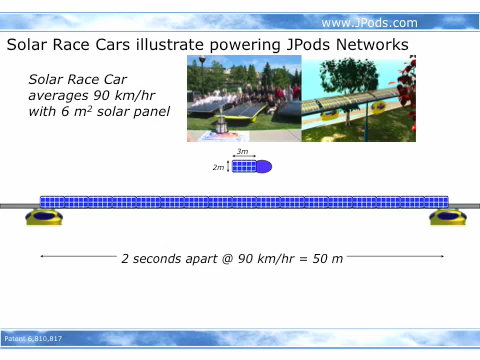 www.JPods.com
Solar Race Cars illustrate powering JPods Networks
Solar Race Car
averages 90 km/hr
with 6 m² solar panel
3m
2m
2 seconds apart @ 90 km/hr = 50 m
Patent 6,810,817